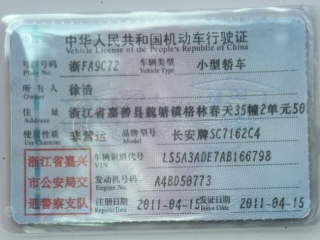 中华人民共和国机动车行驶证
Vehicle License of the People's Republic of China
号牌号码 浙FA9C72 车辆类型 小型轿车
Plate No. Vehicle Type
所有人 徐浩
Owner
住址 浙江省嘉善县魏塘镇格林春天35幢2单元50
Address
使用性质 非营运 品牌型号 长安牌SC7162C4
Use Character Model
浙江省嘉兴
市公安局交
通警察支队
车辆识别代号 LS5A3ADE7AB166798
VIN
发动机号码 A4BD50773
Engine No.
注册日期 2011-04-15 发证日期 2011-04-15
Register Date Issue Date